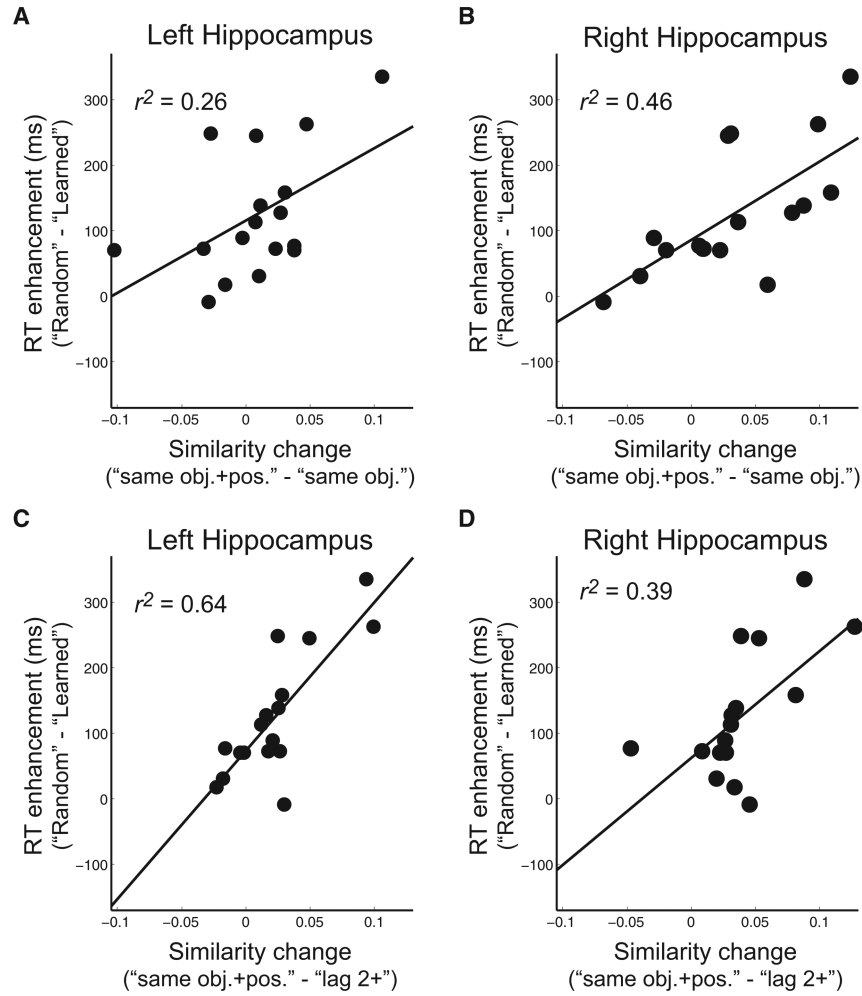 A
Left Hippocampus
r² = 0.26
RT enhancement (ms)
(“Random” - “Learned”)
300
200
100
0
−100
−0.1 −0.05 0 0.05 0.1
Similarity change
(“same obj.+pos.” - “same obj.”)
B
Right Hippocampus
r² = 0.46
RT enhancement (ms)
(“Random” - “Learned”)
300
200
100
0
−100
−0.1 −0.05 0 0.05 0.1
Similarity change
(“same obj.+pos.” - “same obj.”)
C
Left Hippocampus
r² = 0.64
RT enhancement (ms)
(“Random” - “Learned”)
300
200
100
0
−100
−0.1 −0.05 0 0.05 0.1
Similarity change
(“same obj.+pos.” - “lag 2+”)
D
Right Hippocampus
r² = 0.39
RT enhancement (ms)
(“Random” - “Learned”)
300
200
100
0
−100
−0.1 −0.05 0 0.05 0.1
Similarity change
(“same obj.+pos.” - “lag 2+”)